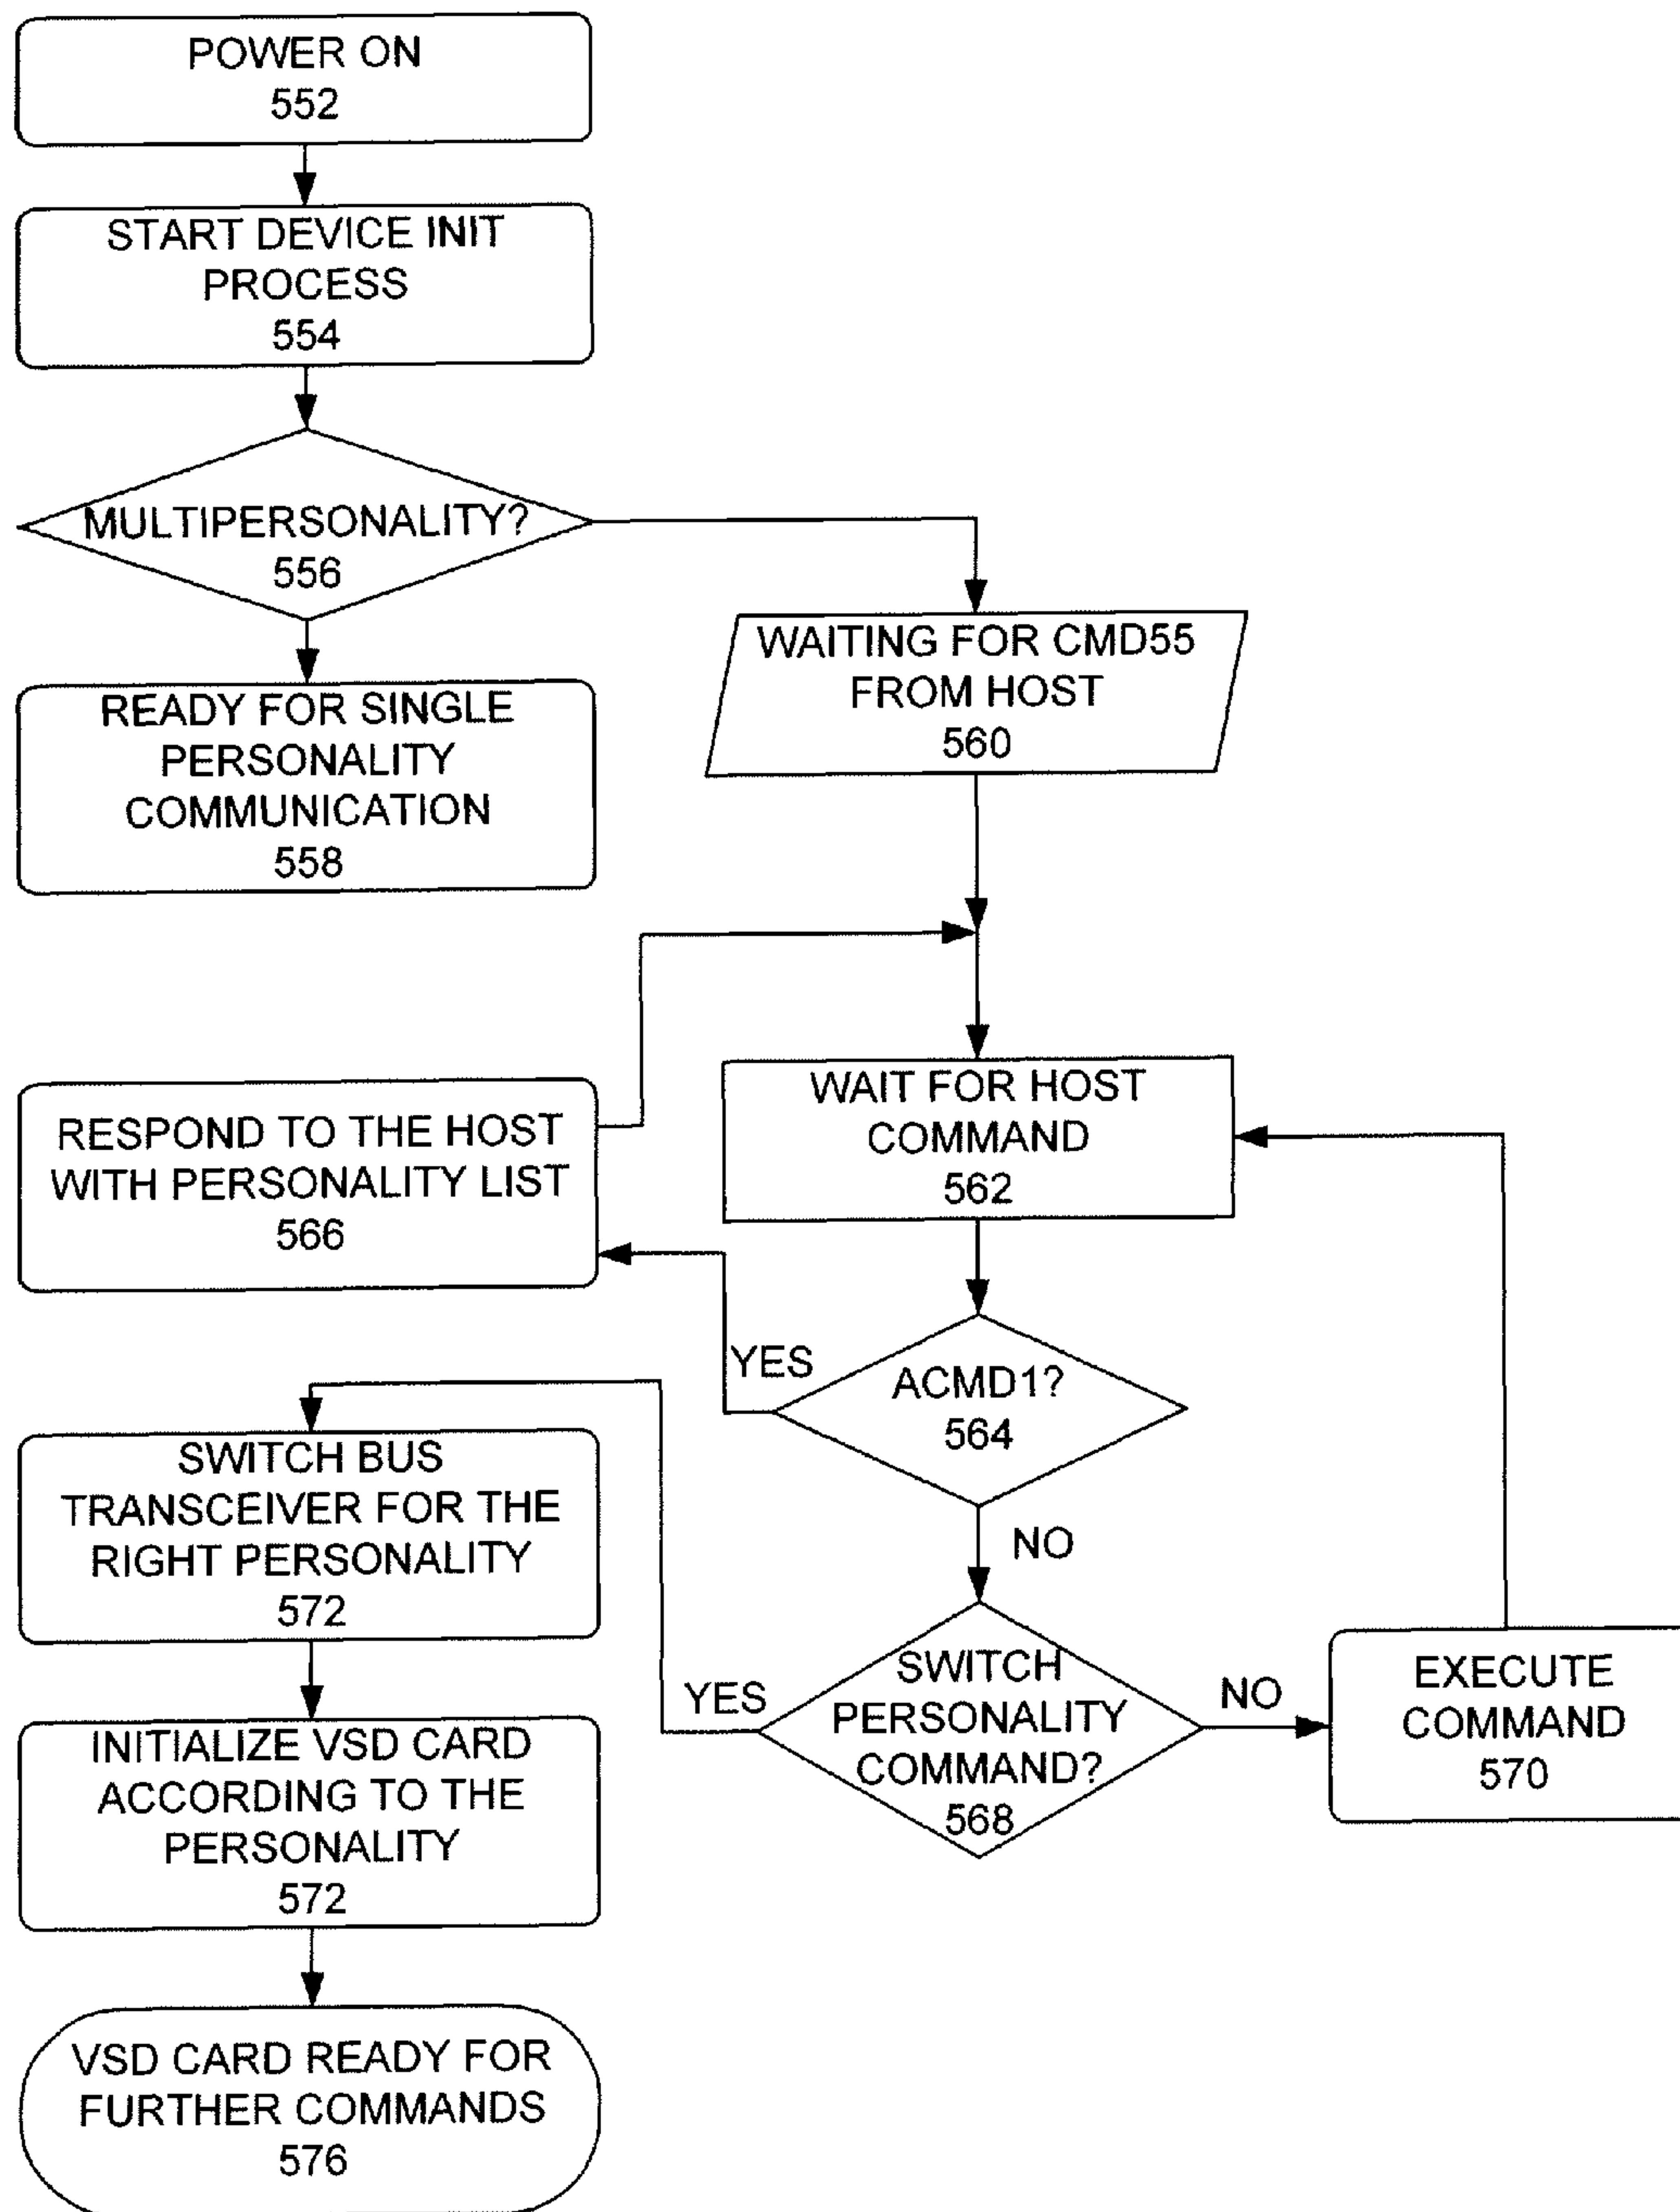 POWER ON
552
START DEVICE INIT
PROCESS
554
MULTIPERSONALITY?
556
READY FOR SINGLE
PERSONALITY
COMMUNICATION
558
WAITING FOR CMD55
FROM HOST
560
WAIT FOR HOST
COMMAND
562
RESPOND TO THE HOST
WITH PERSONALITY LIST
566
YES
ACMD1?
564
NO
SWITCH BUS
TRANSCEIVER FOR THE
RIGHT PERSONALITY
572
YES
SWITCH
PERSONALITY
COMMAND?
568
NO
EXECUTE
COMMAND
570
INITIALIZE VSD CARD
ACCORDING TO THE
PERSONALITY
572
VSD CARD READY FOR
FURTHER COMMANDS
576